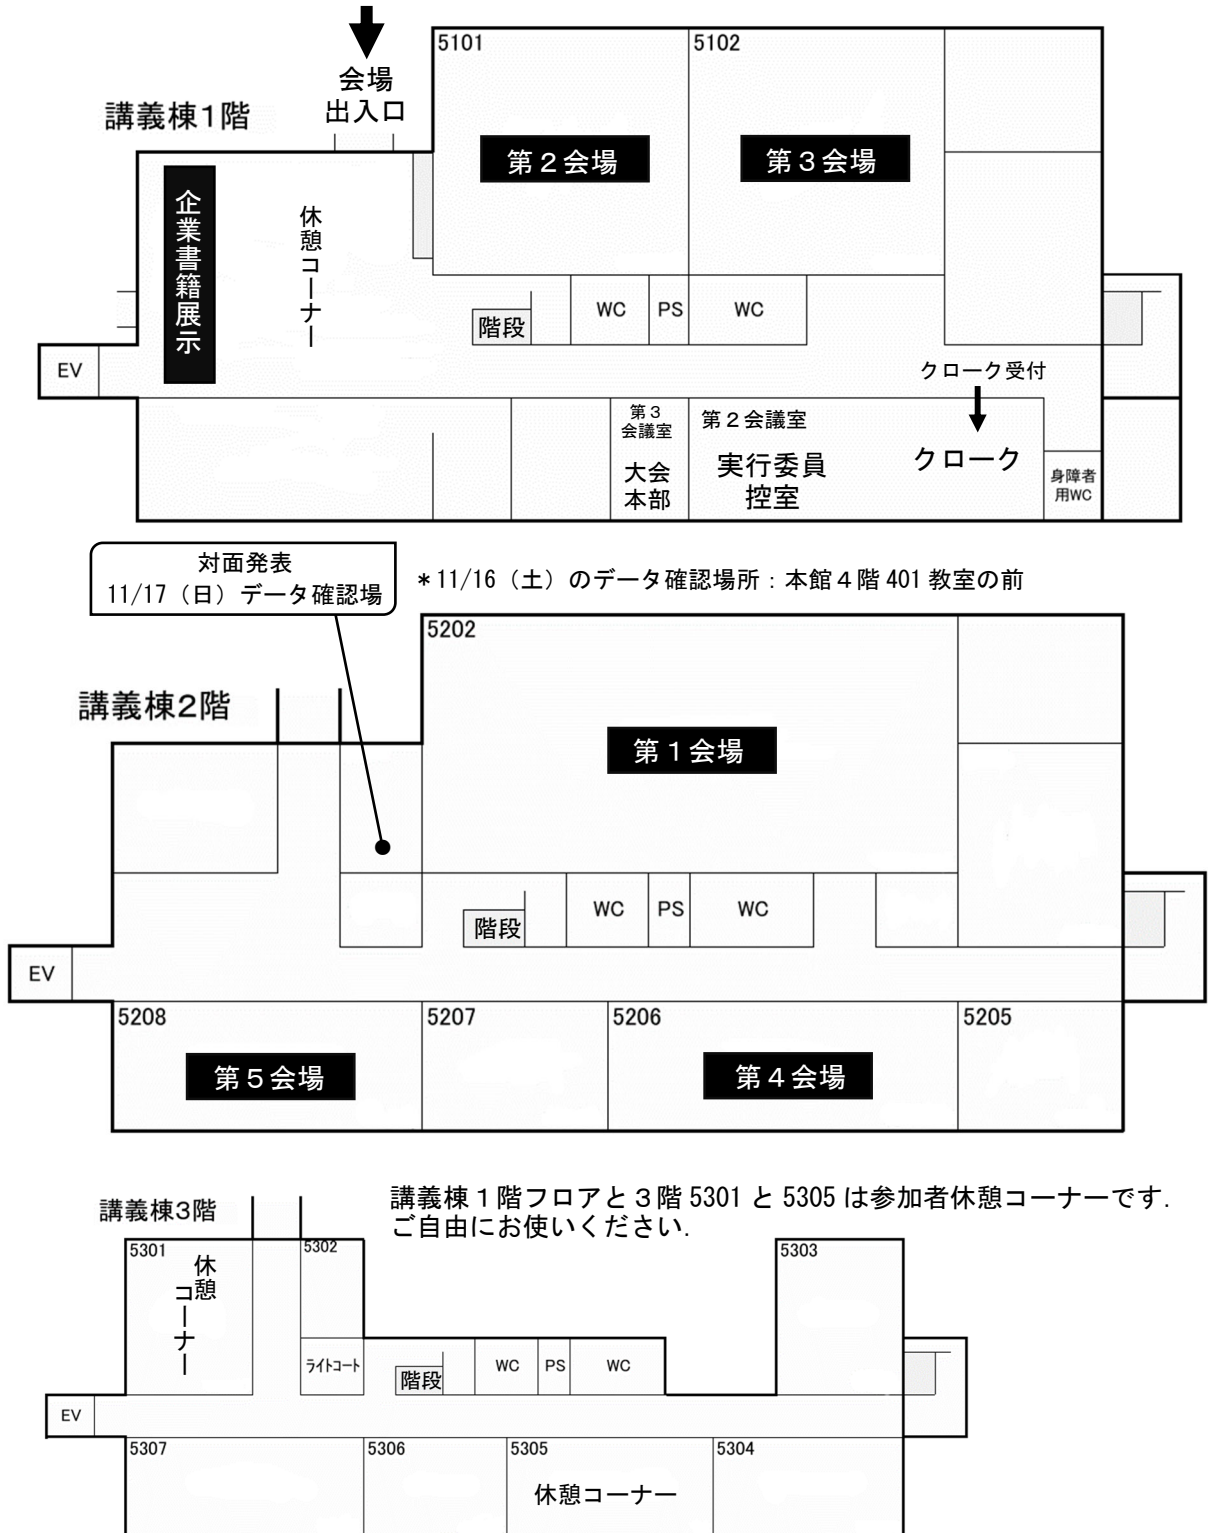 会場
出入口
講義棟1階
5101
5102
第２会場
第３会場
企業書籍展示
休憩コーナー
階段
WC
PS
WC
EV
クローク受付
第３
会議室
大会
本部
第２会議室
実行委員
控室
クローク
身障者
用WC
対面発表
11/17（日）データ確認場
＊11/16（土）のデータ確認場所：本館４階 401 教室の前
講義棟2階
5202
第１会場
階段
WC
PS
WC
EV
5208
5207
5206
5205
第５会場
第４会場
講義棟3階
講義棟１階フロアと３階 5301 と 5305 は参加者休憩コーナーです．
ご自由にお使いください．
5301
休憩
コーナー
5302
5303
ライトコート
階段
WC
PS
WC
EV
5307
5306
5305
5304
休憩コーナー